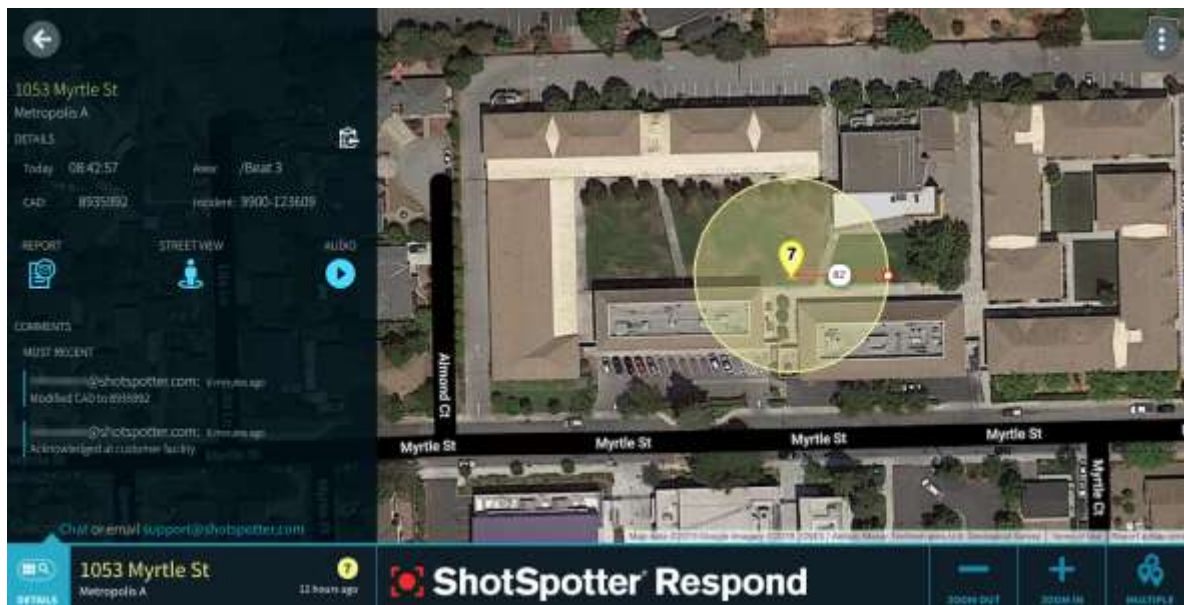 1053 Myrtle St
Metropolis A
DETAILS
Today 08:42:57 Area: /Beat 3
CAD: 8935992 Incident: 9900-123609
REPORT STREET VIEW AUDIO
COMMENTS
MOST RECENT
@shotspotter.com;
Modified CAD to 8935992
@shotspotter.com;
Acknowledged at customer facility
Chat or email support@shotspotter.com
7
82
Almond Ct
Myrtle St
Myrtle St
Myrtle St
Myrtle St
Myrtle Ct
DETAILS
1053 Myrtle St
Metropolis A
7
12 hours ago
ShotSpotter Respond
ZOOM OUT
ZOOM IN
MULTIPLE